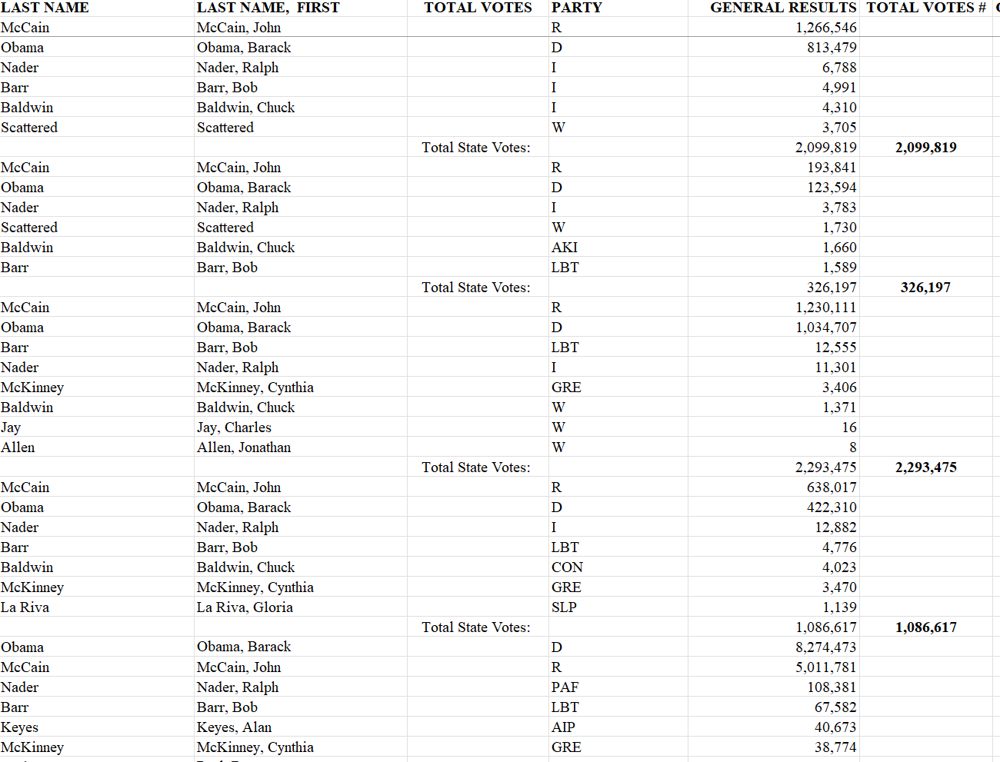 LAST NAME LAST NAME, FIRST TOTAL VOTES PARTY GENERAL RESULTS TOTAL VOTES #
McCain McCain, John R 1,266,546
Obama Obama, Barack D 813,479
Nader Nader, Ralph I 6,788
Barr Barr, Bob I 4,991
Baldwin Baldwin, Chuck I 4,310
Scattered Scattered W 3,705
Total State Votes: 2,099,819 2,099,819
McCain McCain, John R 193,841
Obama Obama, Barack D 123,594
Nader Nader, Ralph I 3,783
Scattered Scattered W 1,730
Baldwin Baldwin, Chuck AKI 1,660
Barr Barr, Bob LBT 1,589
Total State Votes: 326,197 326,197
McCain McCain, John R 1,230,111
Obama Obama, Barack D 1,034,707
Barr Barr, Bob LBT 12,555
Nader Nader, Ralph I 11,301
McKinney McKinney, Cynthia GRE 3,406
Baldwin Baldwin, Chuck W 1,371
Jay Jay, Charles W 16
Allen Allen, Jonathan W 8
Total State Votes: 2,293,475 2,293,475
McCain McCain, John R 638,017
Obama Obama, Barack D 422,310
Nader Nader, Ralph I 12,882
Barr Barr, Bob LBT 4,776
Baldwin Baldwin, Chuck CON 4,023
McKinney McKinney, Cynthia GRE 3,470
La Riva La Riva, Gloria SLP 1,139
Total State Votes: 1,086,617 1,086,617
Obama Obama, Barack D 8,274,473
McCain McCain, John R 5,011,781
Nader Nader, Ralph PAF 108,381
Barr Barr, Bob LBT 67,582
Keyes Keyes, Alan AIP 40,673
McKinney McKinney, Cynthia GRE 38,774